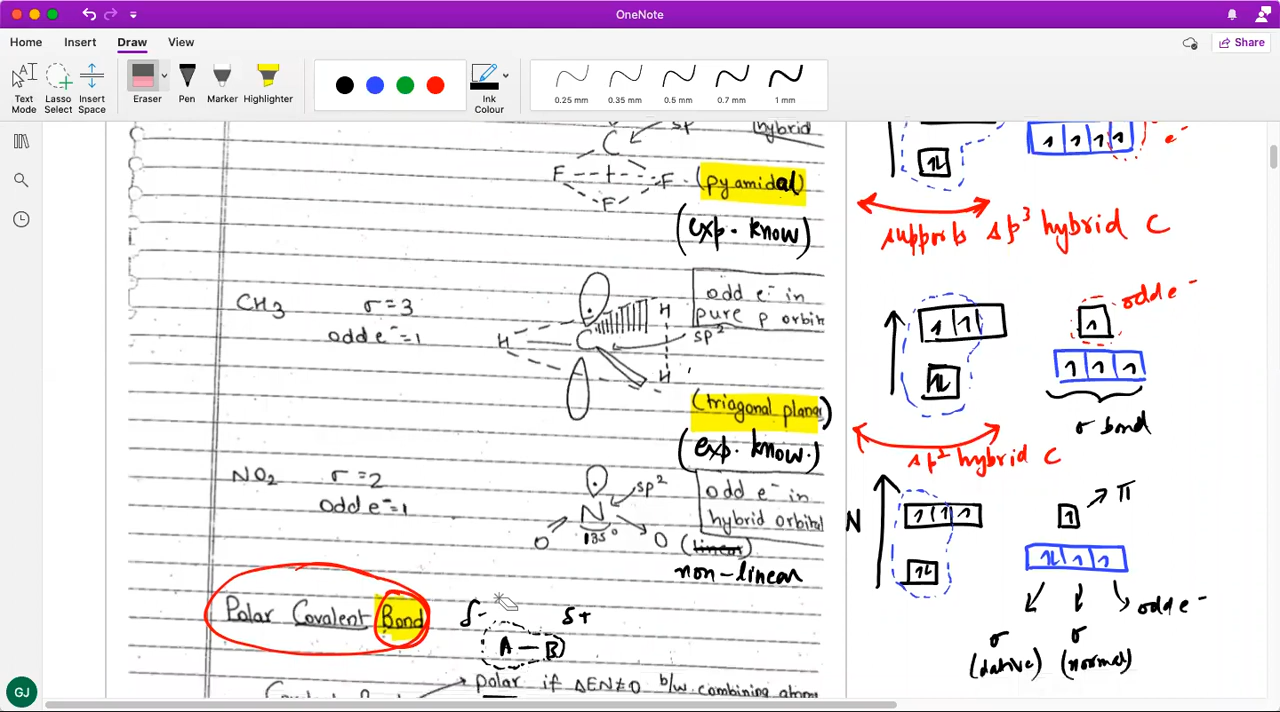 OneNote
Home Insert Draw View
Share
Text Mode
Lasso Select
Insert Space
Eraser
Pen
Marker
Highlighter
Ink Colour
0.25 mm
0.35 mm
0.5 mm
0.7 mm
1 mm
sp
hybrid
C
F F
F
(pyamidal)
(exp. know)
CH3 σ=3
odd e⁻=1
H C H
H
sp²
odd e⁻ in
pure p orbit
(triagonal planar)
(exp. know.)
NO₂ σ=2
odd e⁻=1
N
sp²
135°
O O
odd e⁻ in
hybrid orbital
(linear)
non-linear
Polar Covalent Bond
δ- δ+
A — B
polar if ΔEN≠0 b/w combining atoms
e⁻
supports sp³ hybrid C
odd e⁻
σ bond
sp² hybrid C
N
π
odd e⁻
σ σ
(dative) (normal)
GJ